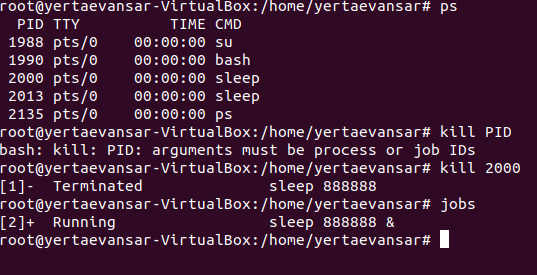 root@yertaevansar-VirtualBox:/home/yertaevansar# ps
  PID TTY          TIME CMD
 1988 pts/0    00:00:00 su
 1990 pts/0    00:00:00 bash
 2000 pts/0    00:00:00 sleep
 2013 pts/0    00:00:00 sleep
 2135 pts/0    00:00:00 ps
root@yertaevansar-VirtualBox:/home/yertaevansar# kill PID
bash: kill: PID: arguments must be process or job IDs
root@yertaevansar-VirtualBox:/home/yertaevansar# kill 2000
[1]-  Terminated              sleep 888888
root@yertaevansar-VirtualBox:/home/yertaevansar# jobs
[2]+  Running                 sleep 888888 &
root@yertaevansar-VirtualBox:/home/yertaevansar#